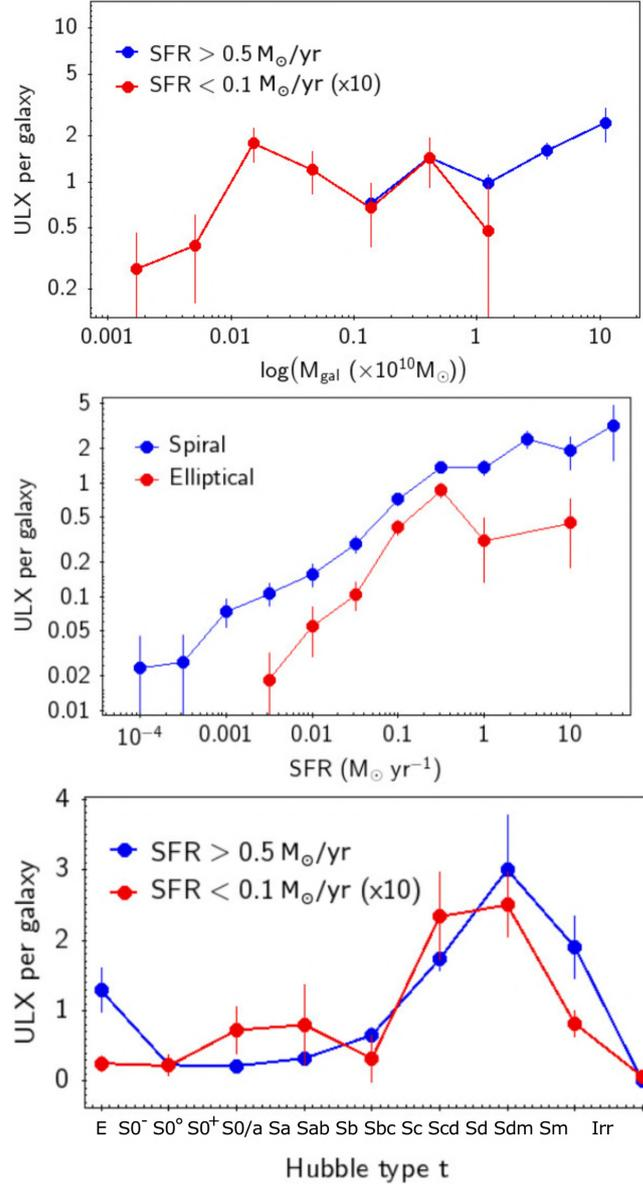 10
5
2
1
0.5
0.2
ULX per galaxy
SFR > 0.5 M⊙/yr
SFR < 0.1 M⊙/yr (x10)
0.001 0.01 0.1 1 10
log(Mgal (×10¹⁰M⊙))
5
2
1
0.5
0.2
0.1
0.05
0.02
0.01
ULX per galaxy
Spiral
Elliptical
10⁻⁴ 0.001 0.01 0.1 1 10
SFR (M⊙ yr⁻¹)
4
3
2
1
0
ULX per galaxy
SFR > 0.5 M⊙/yr
SFR < 0.1 M⊙/yr (x10)
E S0⁻ S0° S0⁺ S0/a Sa Sab Sb Sbc Sc Scd Sd Sdm Sm Irr
Hubble type t